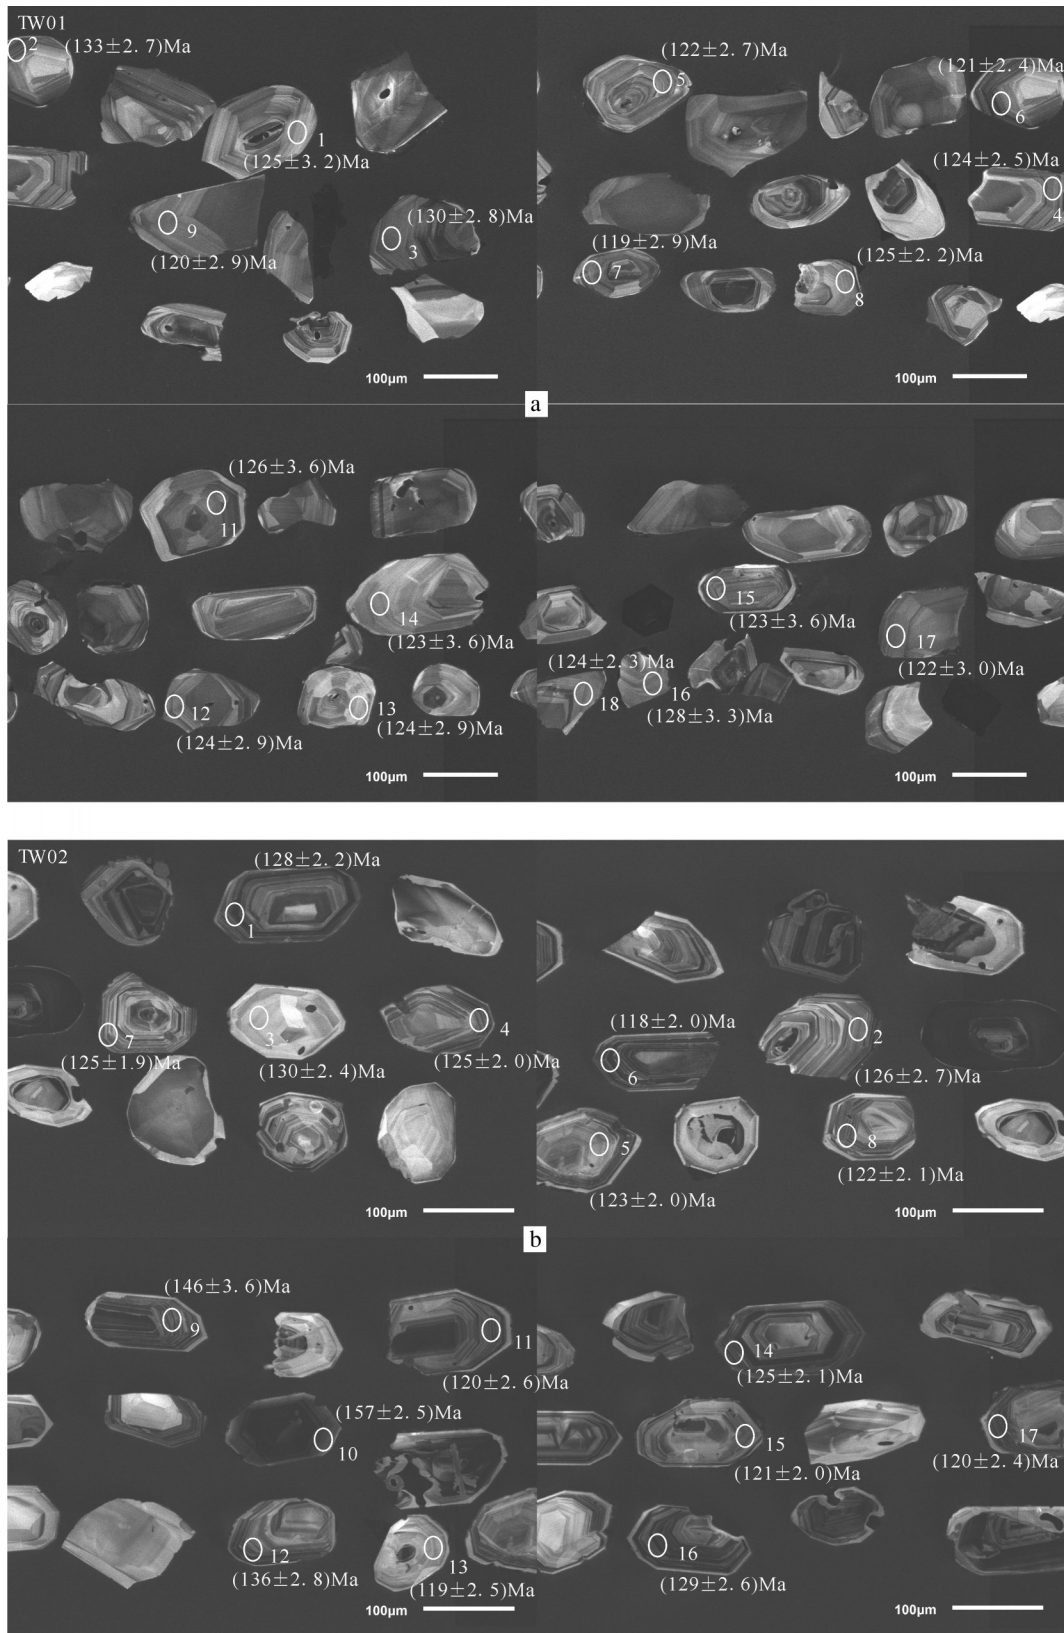 TW01
2 (133±2. 7)Ma
1
(125±3. 2)Ma
9
(120±2. 9)Ma
(130±2. 8)Ma
3
100μm
(122±2. 7)Ma
5
(121±2. 4)Ma
6
(124±2. 5)Ma
4
(119±2. 9)Ma
7
(125±2. 2)Ma
8
100μm
a
(126±3. 6)Ma
11
14
(123±3. 6)Ma
12
(124±2. 9)Ma
13
(124±2. 9)Ma
100μm
15
(123±3. 6)Ma
17
(122±3. 0)Ma
(124±2. 3)Ma
18
16
(128±3. 3)Ma
100μm
TW02
(128±2. 2)Ma
1
7
(125±1.9)Ma
3
(130±2. 4)Ma
4
(125±2. 0)Ma
100μm
(118±2. 0)Ma
6
2
(126±2. 7)Ma
5
(123±2. 0)Ma
8
(122±2. 1)Ma
100μm
b
(146±3. 6)Ma
9
11
(120±2. 6)Ma
(157±2. 5)Ma
10
12
(136±2. 8)Ma
13
(119±2. 5)Ma
100μm
14
(125±2. 1)Ma
15
(121±2. 0)Ma
17
(120±2. 4)Ma
16
(129±2. 6)Ma
100μm